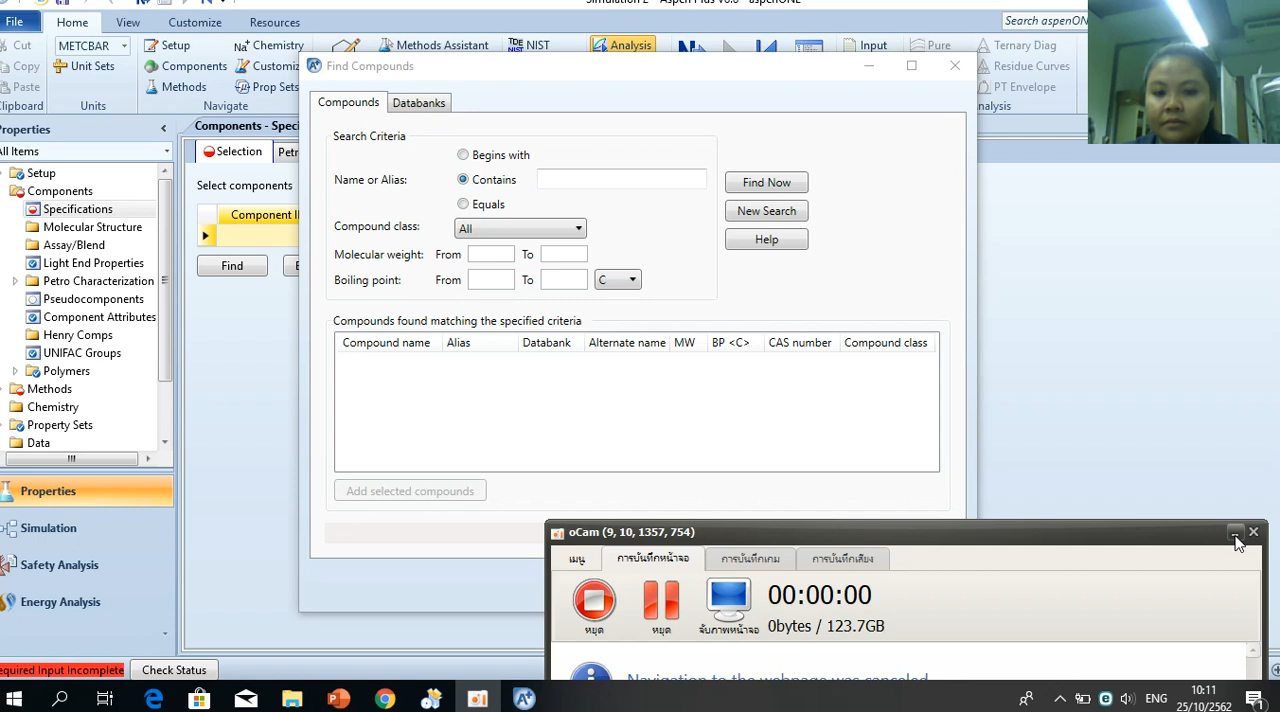 Simulation 2 - Aspen Plus V8.8 - aspenONE
File
Home
View
Customize
Resources
Search aspenON
Cut
METCBAR
Setup
Chemistry
Methods Assistant
NIST
Analysis
Input
Pure
Ternary Diag
Copy
Unit Sets
Components
Customiz
Residue Curves
Paste
Methods
Prop Sets
PT Envelope
Clipboard
Units
Navigate
Analysis
Properties
All Items
Setup
Components
Specifications
Molecular Structure
Assay/Blend
Light End Properties
Petro Characterization
Pseudocomponents
Component Attributes
Henry Comps
UNIFAC Groups
Polymers
Methods
Chemistry
Property Sets
Data
Properties
Simulation
Safety Analysis
Energy Analysis
Required Input Incomplete
Check Status
Components - Speci
Selection
Petr
Select components
Component I
Find
Find Compounds
Compounds
Databanks
Search Criteria
Begins with
Name or Alias:
Contains
Equals
Compound class:
All
Molecular weight:
From
To
Boiling point:
From
To
C
Find Now
New Search
Help
Compounds found matching the specified criteria
Compound name
Alias
Databank
Alternate name
MW
BP <C>
CAS number
Compound class
Add selected compounds
oCam (9, 10, 1357, 754)
เมนู
การบันทึกหน้าจอ
การบันทึกเกม
การบันทึกเสียง
หยุด
หยุด
จับภาพหน้าจอ
00:00:00
0bytes / 123.7GB
Navigation to the webpage was canceled
ENG
10:11
25/10/2562